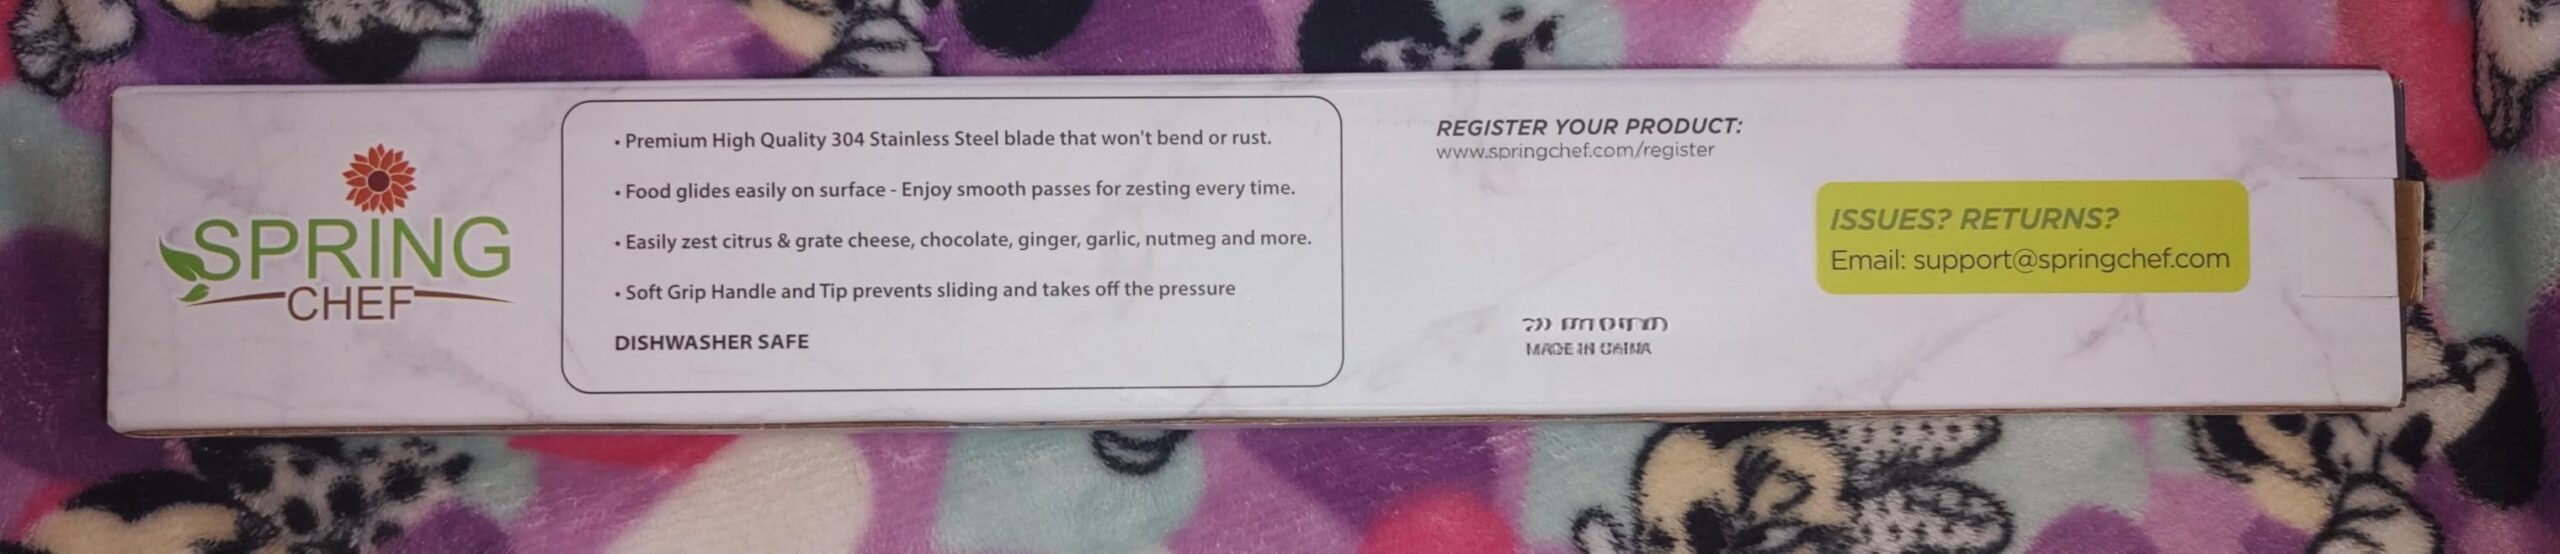 SPRING
CHEF
• Premium High Quality 304 Stainless Steel blade that won't bend or rust.
• Food glides easily on surface - Enjoy smooth passes for zesting every time.
• Easily zest citrus & grate cheese, chocolate, ginger, garlic, nutmeg and more.
• Soft Grip Handle and Tip prevents sliding and takes off the pressure
DISHWASHER SAFE
REGISTER YOUR PRODUCT:
www.springchef.com/register
ISSUES? RETURNS?
Email: support@springchef.com
MADE IN